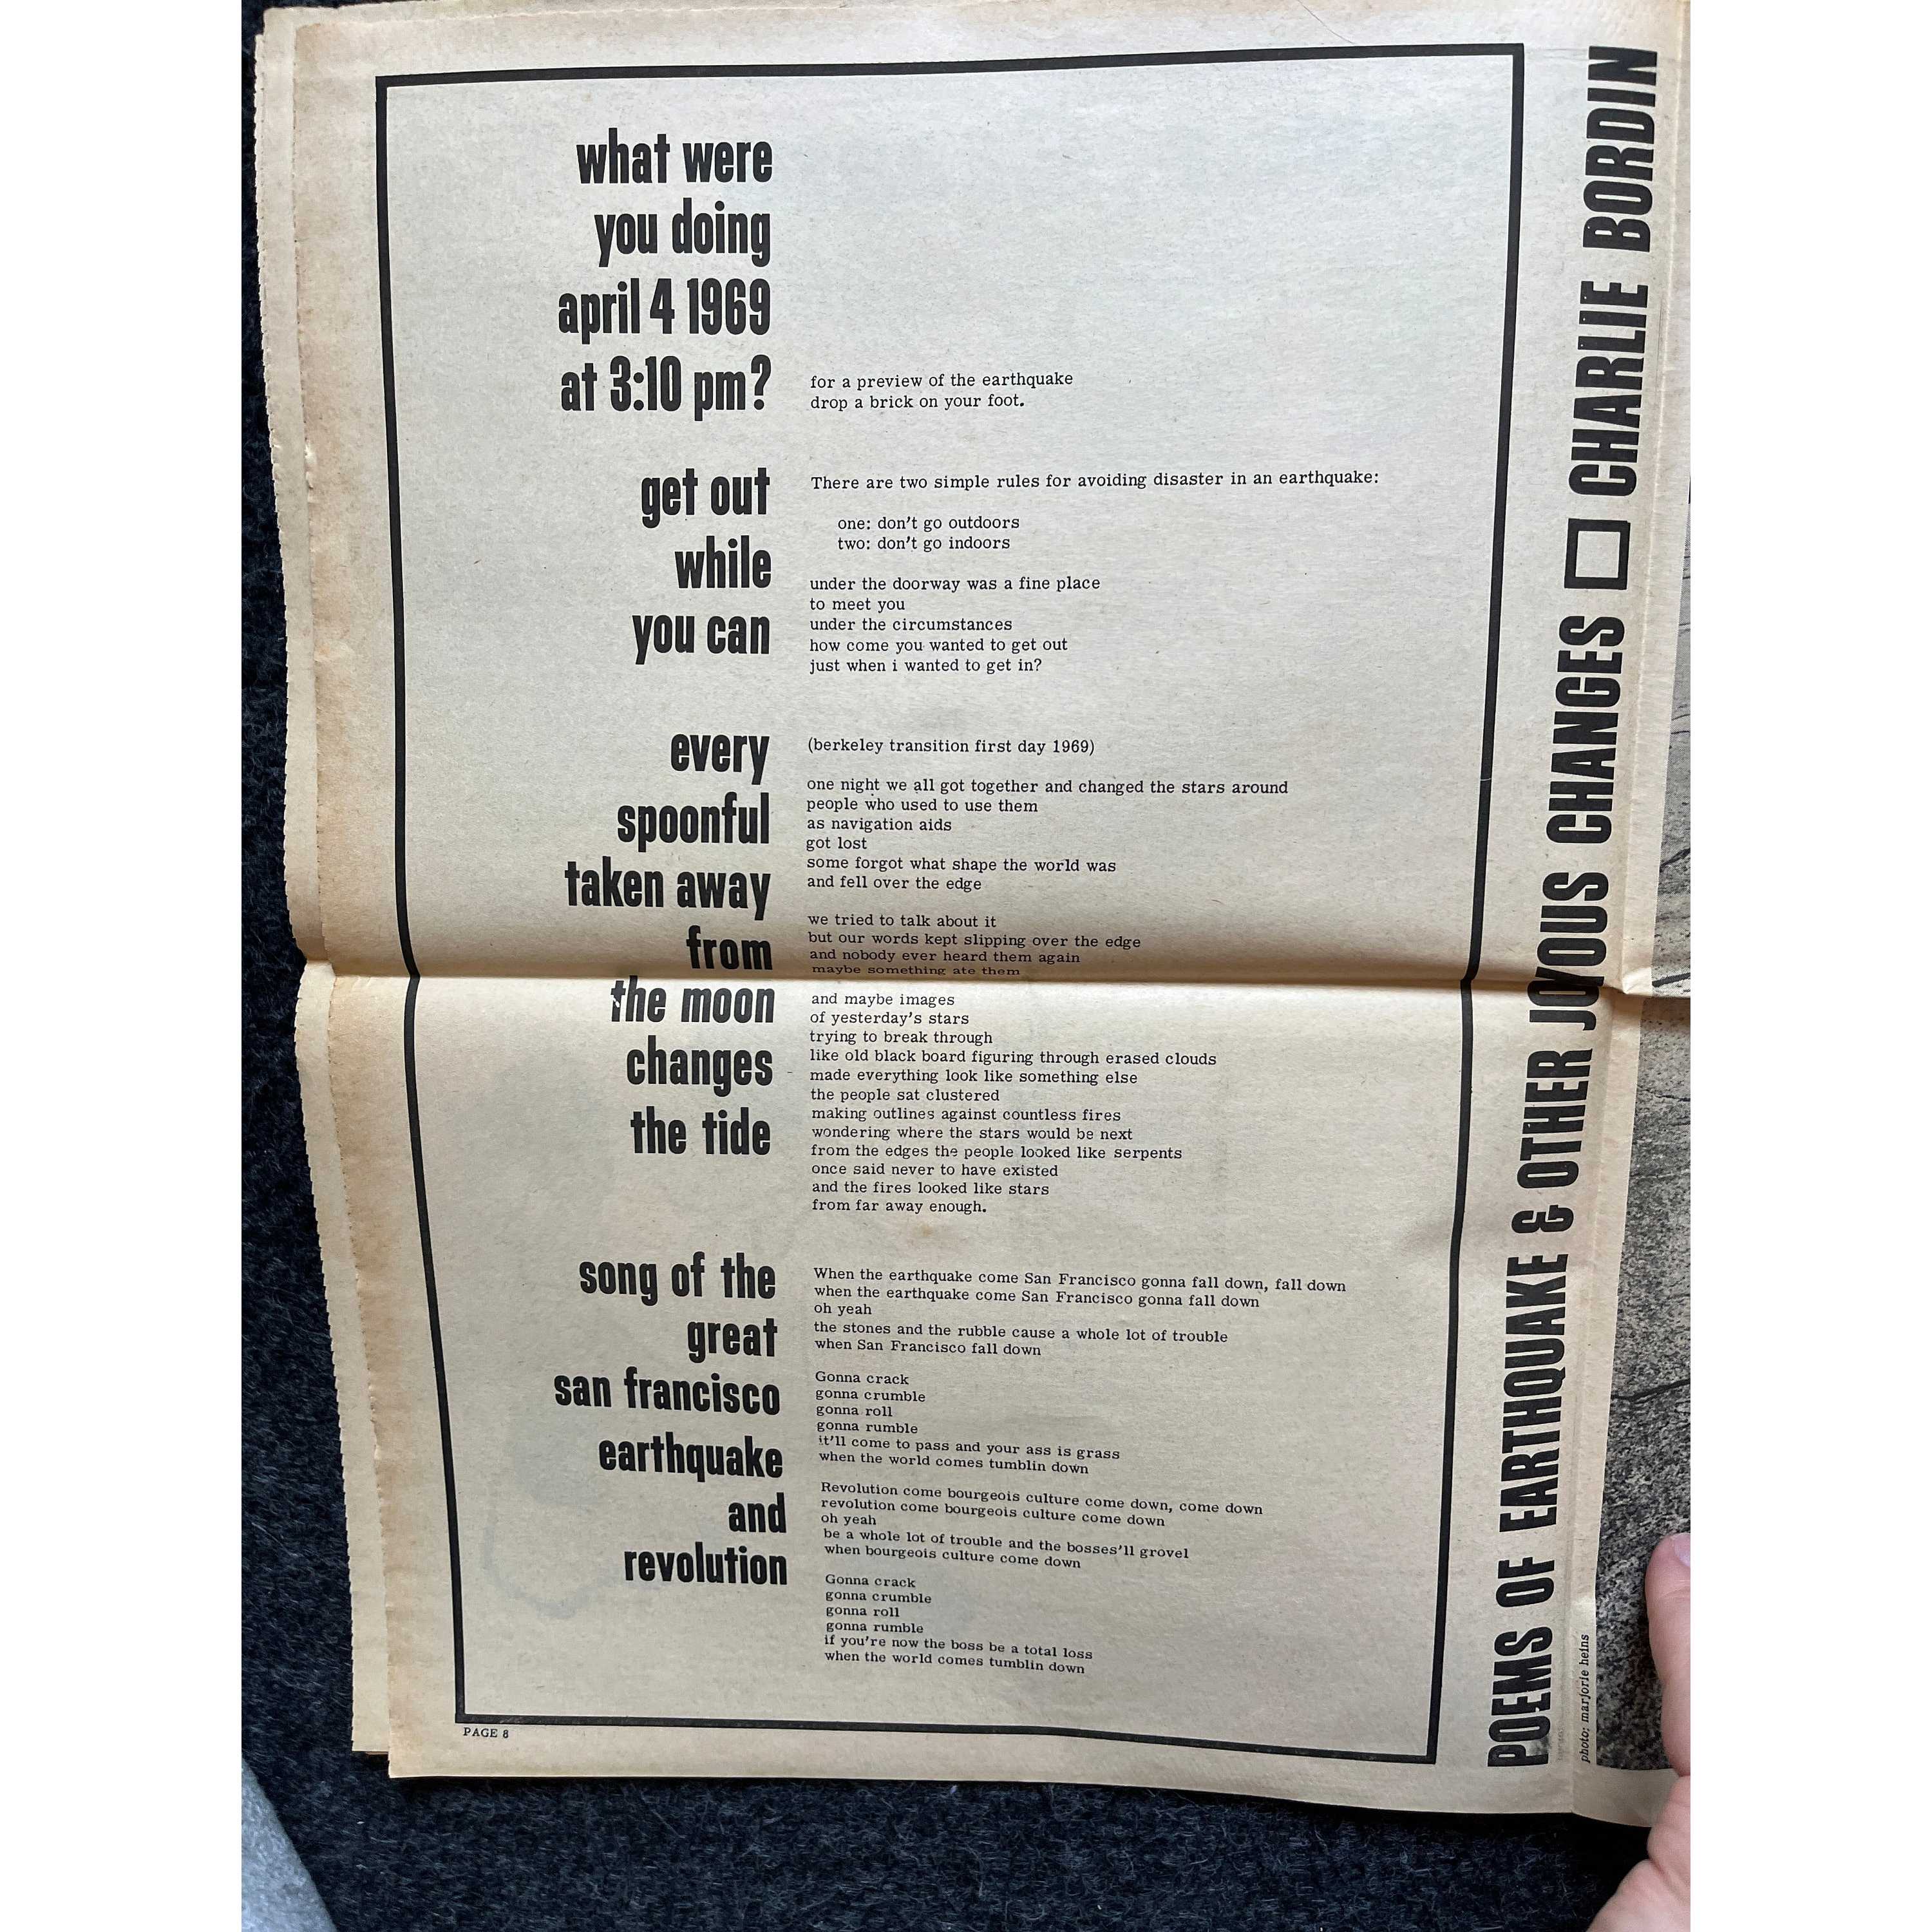 what were
you doing
april 4 1969
at 3:10 pm?
for a preview of the earthquake
drop a brick on your foot.
get out
while
you can
There are two simple rules for avoiding disaster in an earthquake:
one: don't go outdoors
two: don't go indoors
under the doorway was a fine place
to meet you
under the circumstances
how come you wanted to get out
just when i wanted to get in?
every
spoonful
taken away
from
the moon
changes
the tide
(berkeley transition first day 1969)
one night we all got together and changed the stars around
people who used to use them
as navigation aids
got lost
some forgot what shape the world was
and fell over the edge
we tried to talk about it
but our words kept slipping over the edge
and nobody ever heard them again
maybe something ate them
and maybe images
of yesterday's stars
trying to break through
like old black board figuring through erased clouds
made everything look like something else
the people sat clustered
making outlines against countless fires
wondering where the stars would be next
from the edges the people looked like serpents
once said never to have existed
and the fires looked like stars
from far away enough.
song of the
great
san francisco
earthquake
and
revolution
When the earthquake come San Francisco gonna fall down, fall down
when the earthquake come San Francisco gonna fall down
oh yeah
the stones and the rubble cause a whole lot of trouble
when San Francisco fall down
Gonna crack
gonna crumble
gonna roll
gonna rumble
it'll come to pass and your ass is grass
when the world comes tumblin down
Revolution come bourgeois culture come down, come down
revolution come bourgeois culture come down
oh yeah
be a whole lot of trouble and the bosses'll grovel
when bourgeois culture come down
Gonna crack
gonna crumble
gonna roll
gonna rumble
if you're now the boss be a total loss
when the world comes tumblin down
PAGE 8
POEMS OF EARTHQUAKE & OTHER JOYOUS CHANGES □ CHARLIE BORDIN
photo: marjorie heins